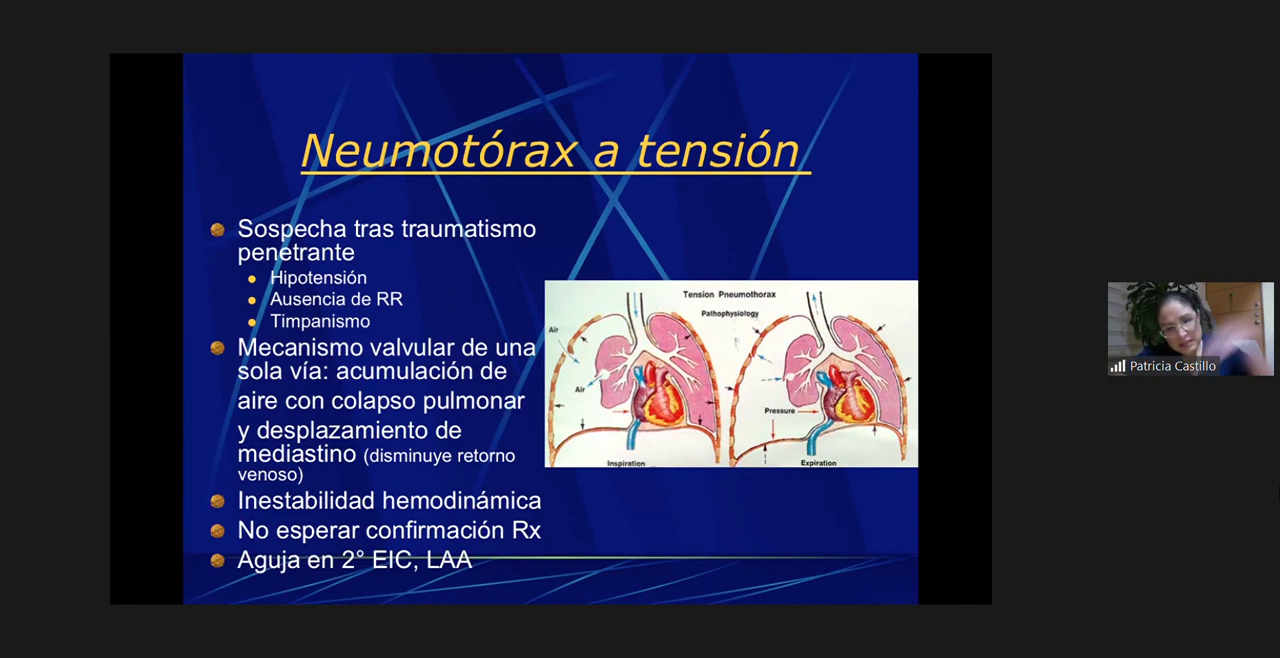 Neumotórax a tensión
Sospecha tras traumatismo
penetrante
Hipotensión
Ausencia de RR
Timpanismo
Mecanismo valvular de una
sola vía: acumulación de
aire con colapso pulmonar
y desplazamiento de
mediastino (disminuye retorno
venoso)
Inestabilidad hemodinámica
No esperar confirmación Rx
Aguja en 2° EIC, LAA
Tension Pneumothorax
Pathophysiology
Air
Air
Pressure
Inspiration
Expiration
Patricia Castillo